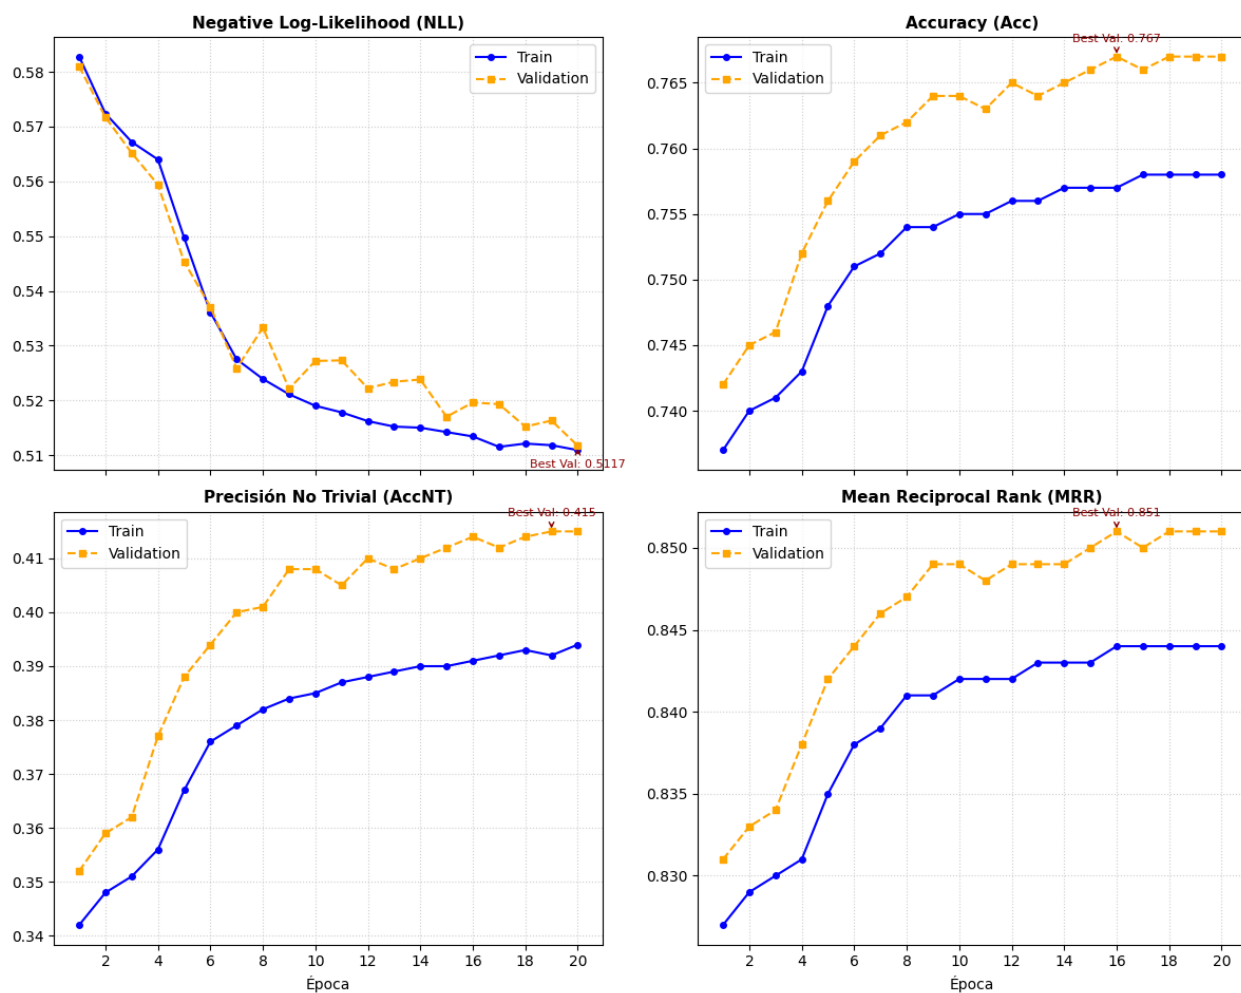 Negative Log-Likelihood (NLL)
0.58
0.57
0.56
0.55
0.54
0.53
0.52
0.51
Train
Validation
Best Val: 0.5117
Accuracy (Acc)
0.765
0.760
0.755
0.750
0.745
0.740
Train
Validation
Best Val: 0.767
Precisión No Trivial (AccNT)
0.41
0.40
0.39
0.38
0.37
0.36
0.35
0.34
Train
Validation
Best Val: 0.415
2 4 6 8 10 12 14 16 18 20
Época
Mean Reciprocal Rank (MRR)
0.850
0.845
0.840
0.835
0.830
Train
Validation
Best Val: 0.851
2 4 6 8 10 12 14 16 18 20
Época